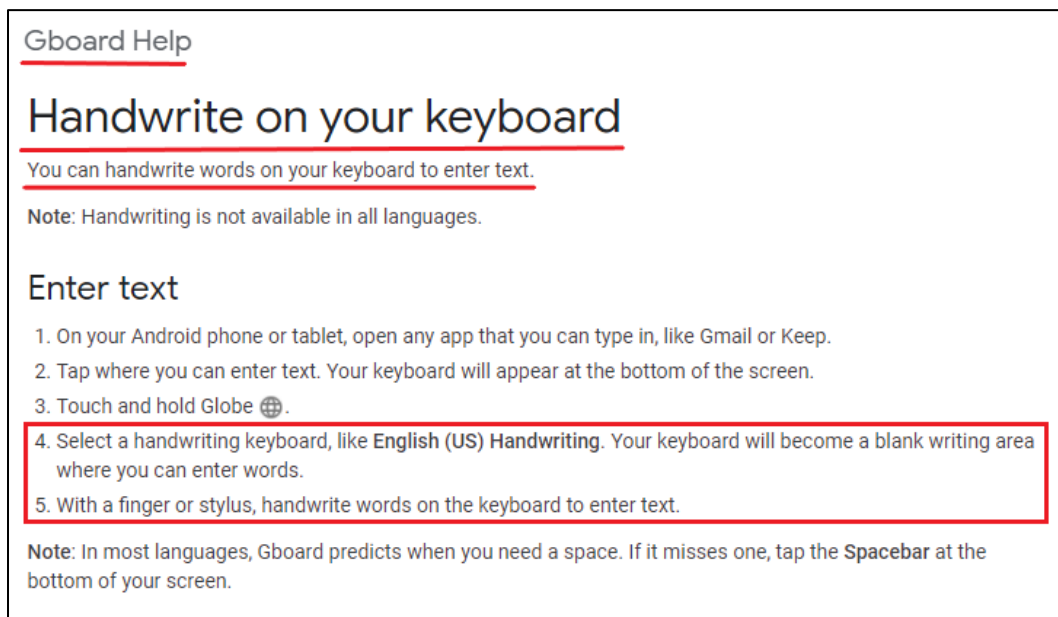 Gboard Help
Handwrite on your keyboard
You can handwrite words on your keyboard to enter text.
Note: Handwriting is not available in all languages.
Enter text
1. On your Android phone or tablet, open any app that you can type in, like Gmail or Keep.
2. Tap where you can enter text. Your keyboard will appear at the bottom of the screen.
3. Touch and hold Globe .
4. Select a handwriting keyboard, like English (US) Handwriting. Your keyboard will become a blank writing area
where you can enter words.
5. With a finger or stylus, handwrite words on the keyboard to enter text.
Note: In most languages, Gboard predicts when you need a space. If it misses one, tap the Spacebar at the
bottom of your screen.